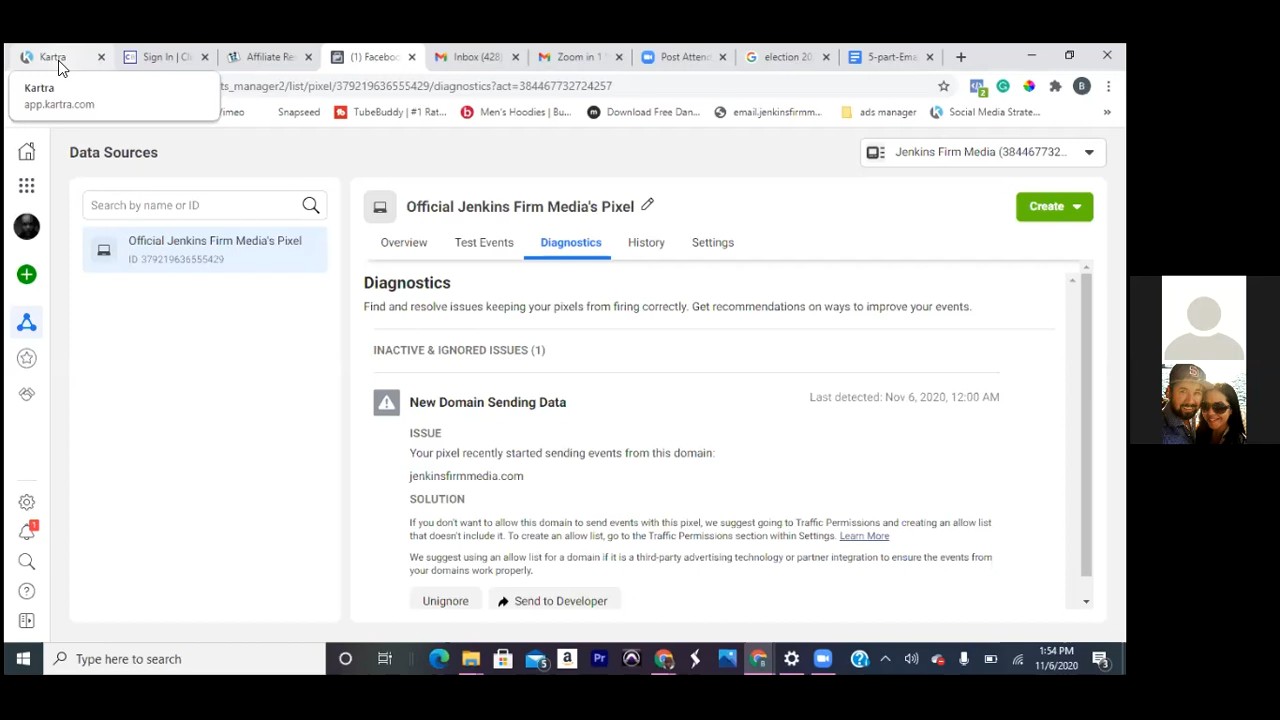 Kartra
Sign In | Cli
Affiliate Re
(1) Faceboo
Inbox (428)
Zoom in 1
Post Attend
election 20
5-part-Ema
Kartra
app.kartra.com
ts_manager2/list/pixel/379219636555429/diagnostics?act=384467732724257
2
B
Vimeo
Snapseed
TubeBuddy | #1 Rat...
Men's Hoodies | Bu...
Download Free Dan...
email.jenkinsfirmm...
ads manager
Social Media Strate...
»
Data Sources
Jenkins Firm Media (384467732...
Search by name or ID
Official Jenkins Firm Media's Pixel
ID 379219636555429
Official Jenkins Firm Media's Pixel
Create
Overview
Test Events
Diagnostics
History
Settings
Diagnostics
Find and resolve issues keeping your pixels from firing correctly. Get recommendations on ways to improve your events.
INACTIVE & IGNORED ISSUES (1)
New Domain Sending Data
Last detected: Nov 6, 2020, 12:00 AM
ISSUE
Your pixel recently started sending events from this domain:
jenkinsfirmmedia.com
SOLUTION
If you don't want to allow this domain to send events with this pixel, we suggest going to Traffic Permissions and creating an allow list
that doesn't include it. To create an allow list, go to the Traffic Permissions section within Settings. Learn More
We suggest using an allow list for a domain if it is a third-party advertising technology or partner integration to ensure the events from
your domains work properly.
Unignore
Send to Developer
1
Type here to search
5
a
Pr
1:54 PM
11/6/2020
3